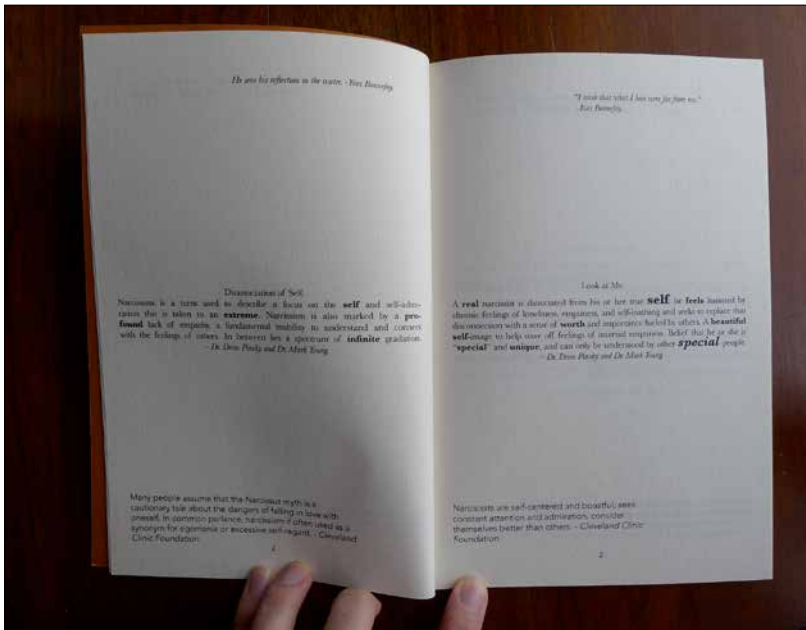 He sees his reflection in the water. - Yves Bonnefoy
Dissasociation of Self
Narcissism is a term used to describe a focus on the self and self-admi-
ration this is taken to an extreme. Narcissism is also marked by a pro-
found lack of empathy, a fundamental inability to understand and connect
with the feelings of others. In between lies a spectrum of infinite gradation.
- Dr. Drew Pinsky and Dr. Mark Young
Many people assume that the Narcissus myth is a
cautionary tale about the dangers of falling in love with
oneself. In common parlance, narcissism if often used as a
synonym for egomania or excessive self-regard. - Cleveland
Clinic Foundation
"I wish that what I love were far from me."
- Yves Bonnefoy
Look at Me
A real narcissist is dissociated from his or her true self he feels haunted by
chronic feelings of loneliness, emptiness, and self-loathing and seeks to replace that
disconnection with a sense of worth and importance fueled by others. A beautiful
self-image to help stave off feelings of internal emptiness. Belief that he or she is
"special" and unique, and can only be understood by other special people.
- Dr. Drew Pinsky and Dr. Mark Young
Narcissists are self-centered and boastful, seek
constant attention and admiration, consider
themselves better than others. - Cleveland Clinic
Foundation
2